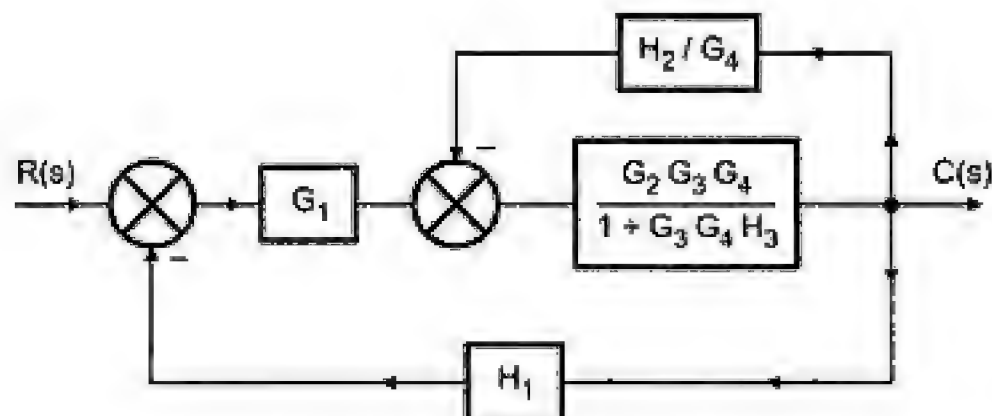 H2 / G4
R(s)
G1
G2 G3 G4
1 + G3 G4 H3
C(s)
−
−
H1